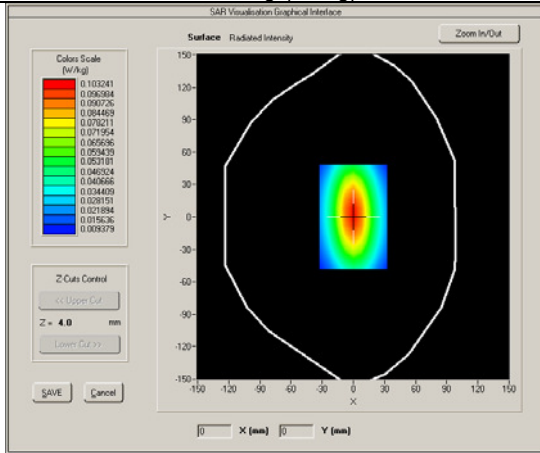 SAR Visualisation Graphical Interface
Surface Radiated Intensity
Zoom In/Out
Colors Scale
(W/kg)
0.103241
0.096984
0.090726
0.084469
0.078211
0.071954
0.065696
0.059439
0.053181
0.046924
0.040666
0.034409
0.028151
0.021894
0.015636
0.009379
Z-Cuts Control
<< Upper Cut
Z = 4.0 mm
Lower Cut >>
SAVE Cancel
150
120
90
60
30
0
-30
-60
-90
-120
-150
Y
-150 -120 -90 -60 -30 0 30 60 90 120 150
X
0 X (mm) 0 Y (mm)